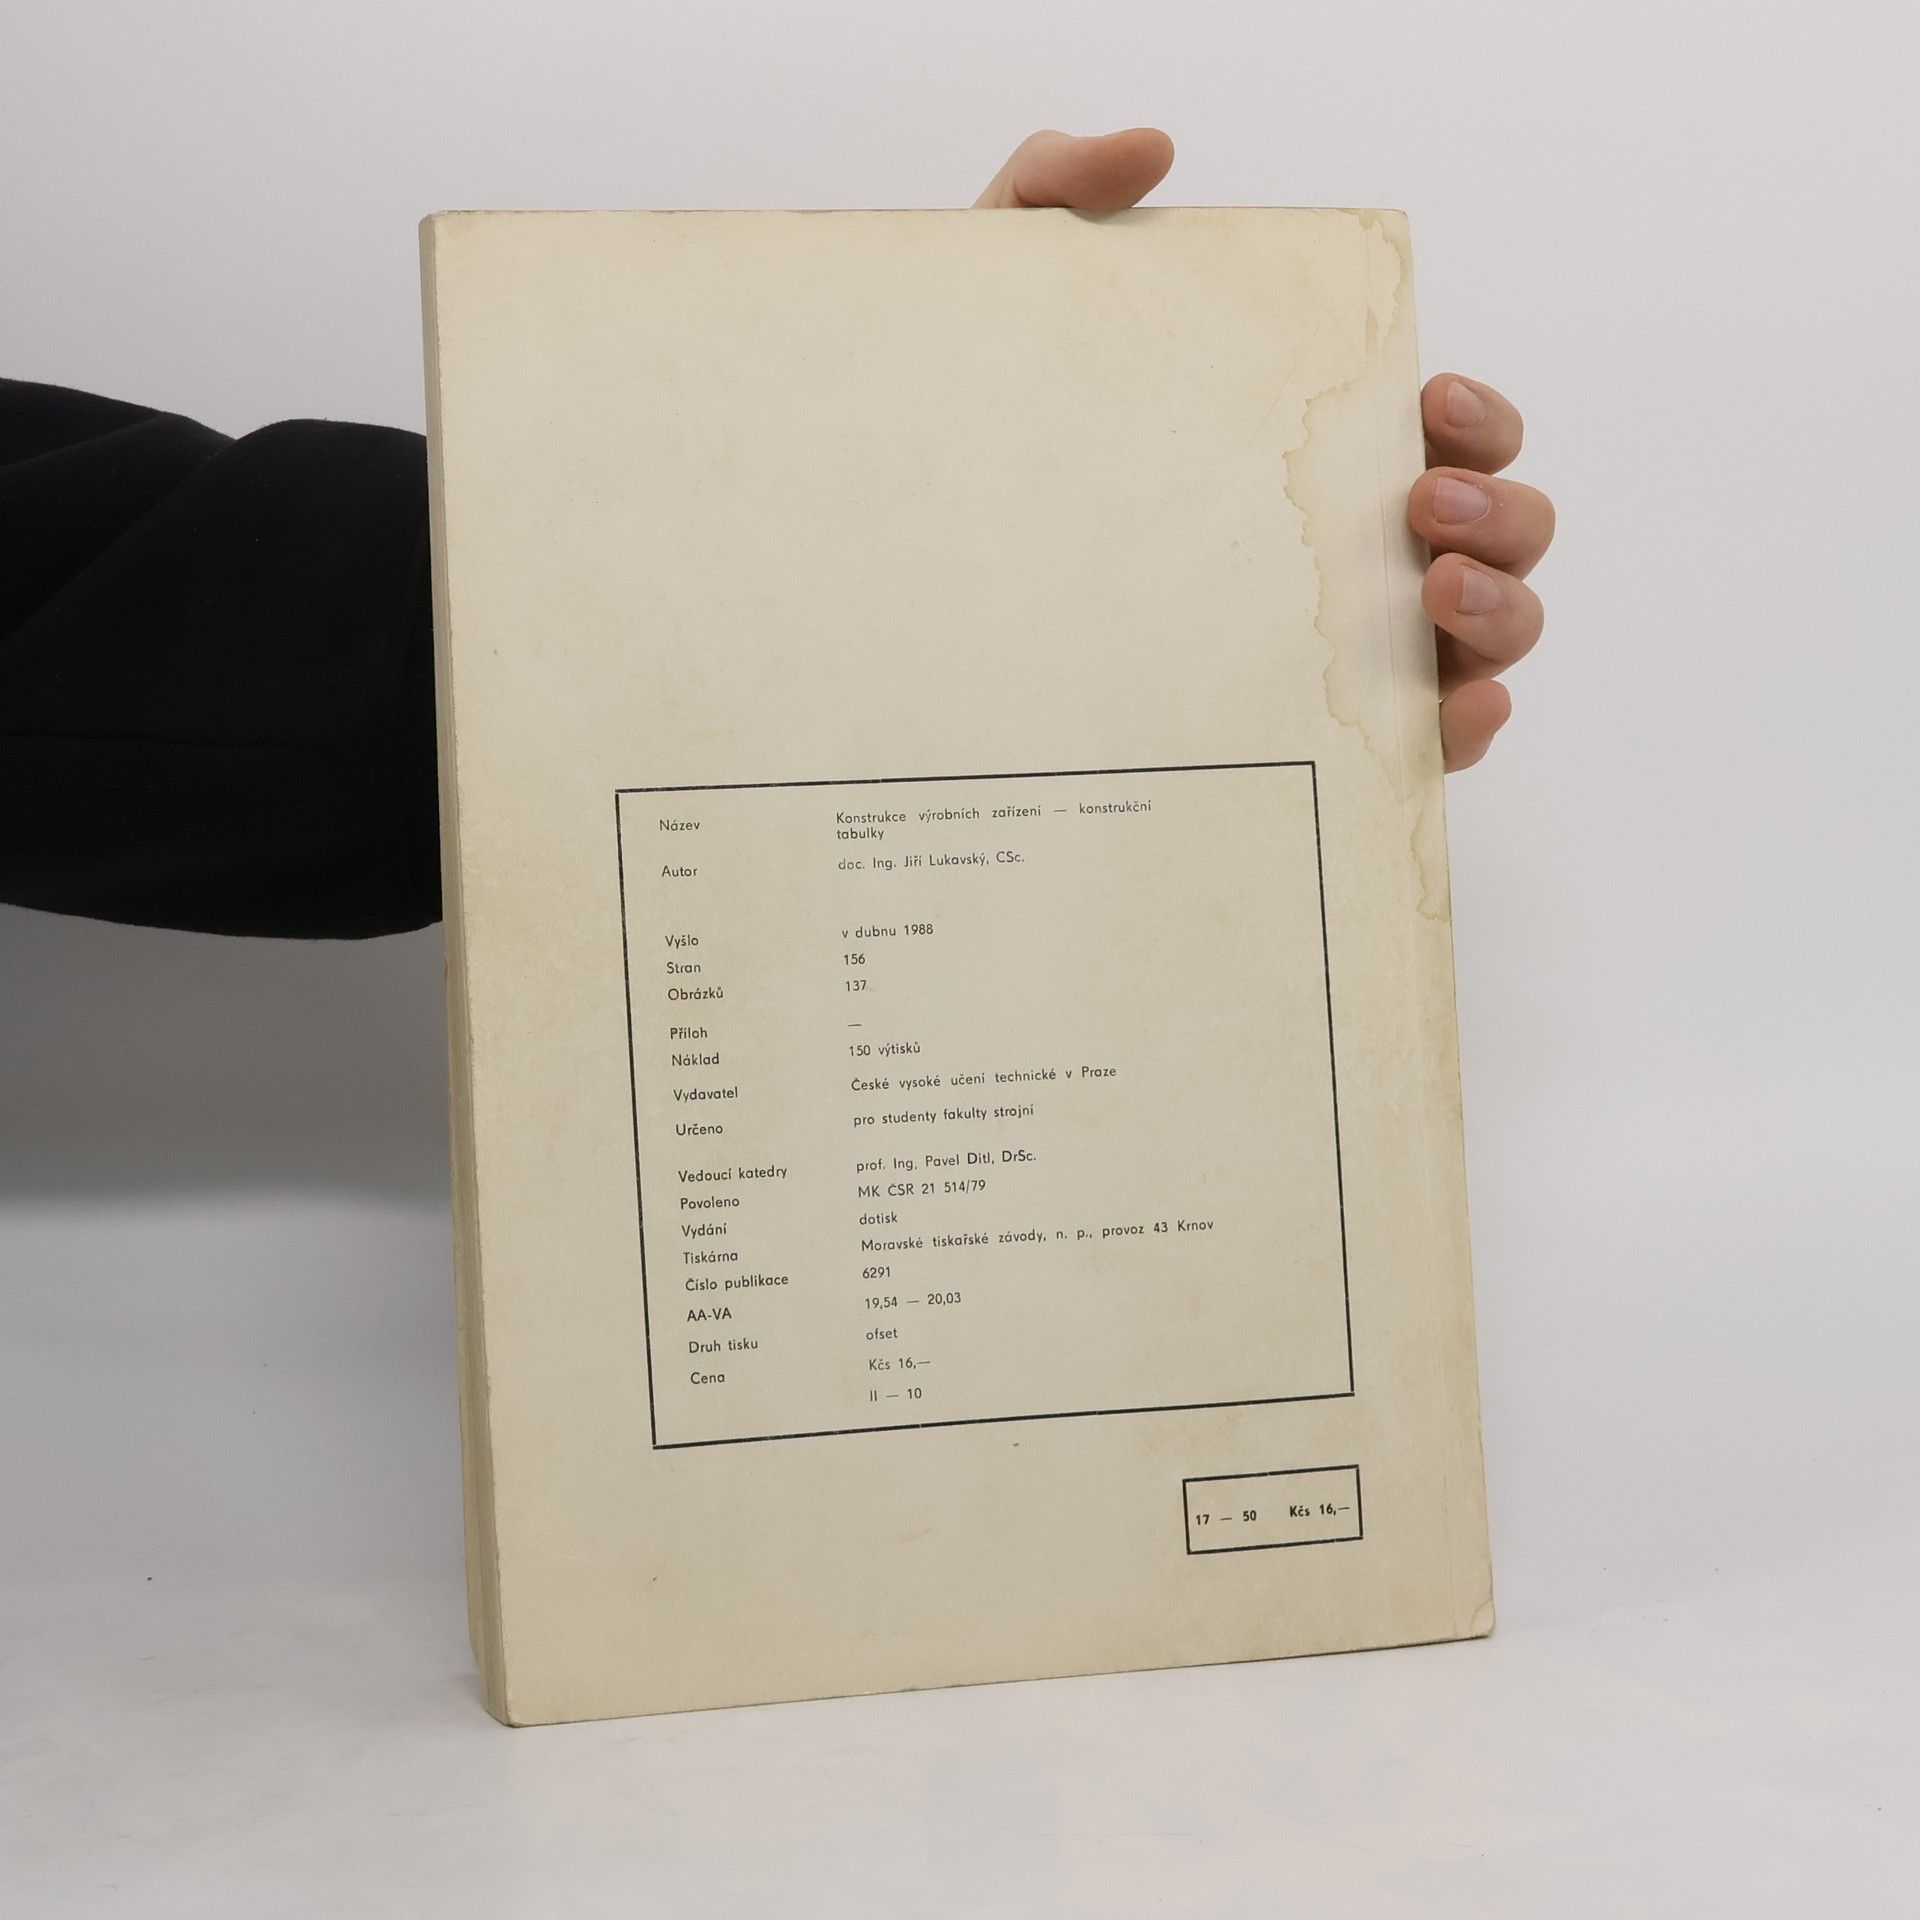 Název Konstrukce výrobních zařízení — konstrukční
tabulky
Autor doc. Ing. Jiří Lukavský, CSc.
Vyšlo v dubnu 1988
Stran 156
Obrázků 137
Příloh —
Náklad 150 výtisků
Vydavatel České vysoké učení technické v Praze
Určeno pro studenty fakulty strojní
Vedoucí katedry prof. Ing. Pavel Ditl, DrSc.
Povoleno MK ČSR 21 514/79
Vydání dotisk
Tiskárna Moravské tiskařské závody, n. p., provoz 43 Krnov
Číslo publikace 6291
AA-VA 19,54 — 20,03
Druh tisku ofset
Cena Kčs 16,—
II — 10
17 — 50 Kčs 16,—